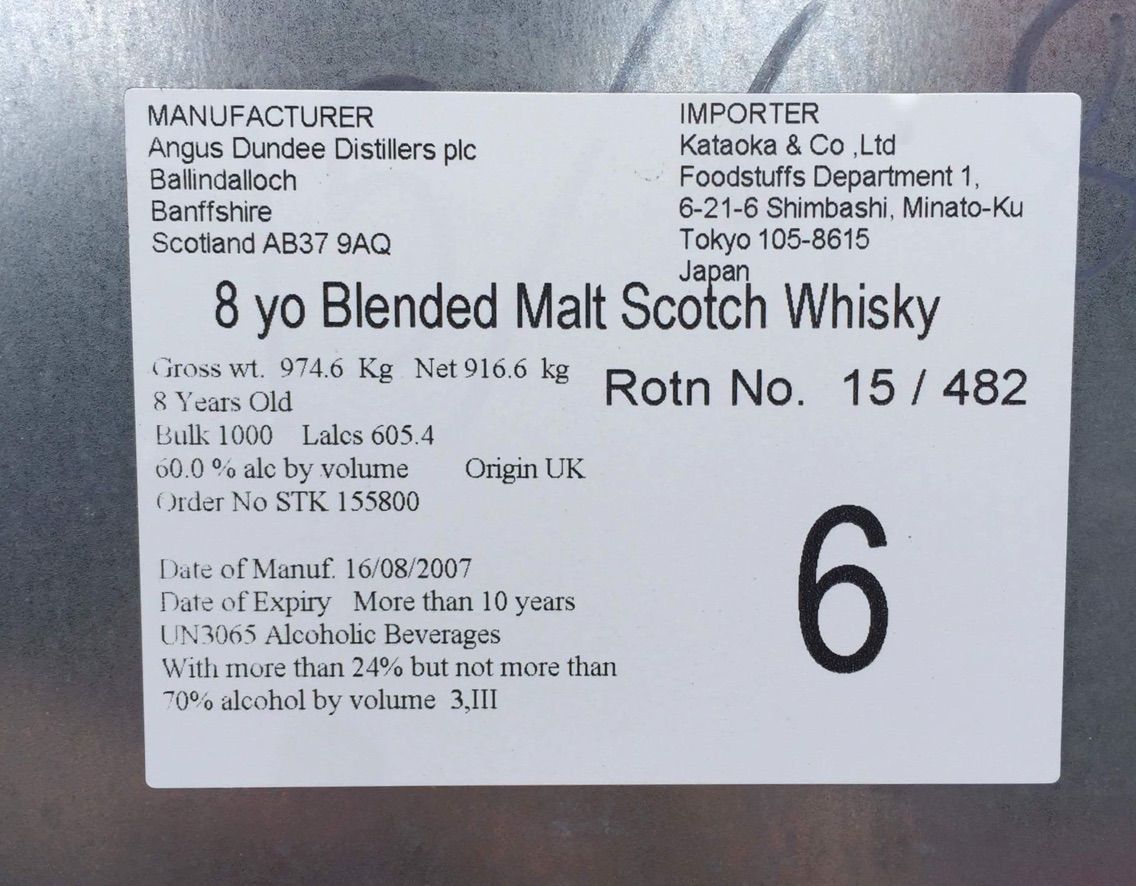 MANUFACTURER
Angus Dundee Distillers plc
Ballindalloch
Banffshire
Scotland AB37 9AQ
IMPORTER
Kataoka & Co ,Ltd
Foodstuffs Department 1,
6-21-6 Shimbashi, Minato-Ku
Tokyo 105-8615
Japan
8 yo Blended Malt Scotch Whisky
Gross wt. 974.6 Kg Net 916.6 kg
Rotn No. 15 / 482
8 Years Old
Bulk 1000 Lalcs 605.4
60.0 % alc by volume Origin UK
Order No STK 155800
6
Date of Manuf. 16/08/2007
Date of Expiry More than 10 years
UN3065 Alcoholic Beverages
With more than 24% but not more than
70% alcohol by volume 3,III